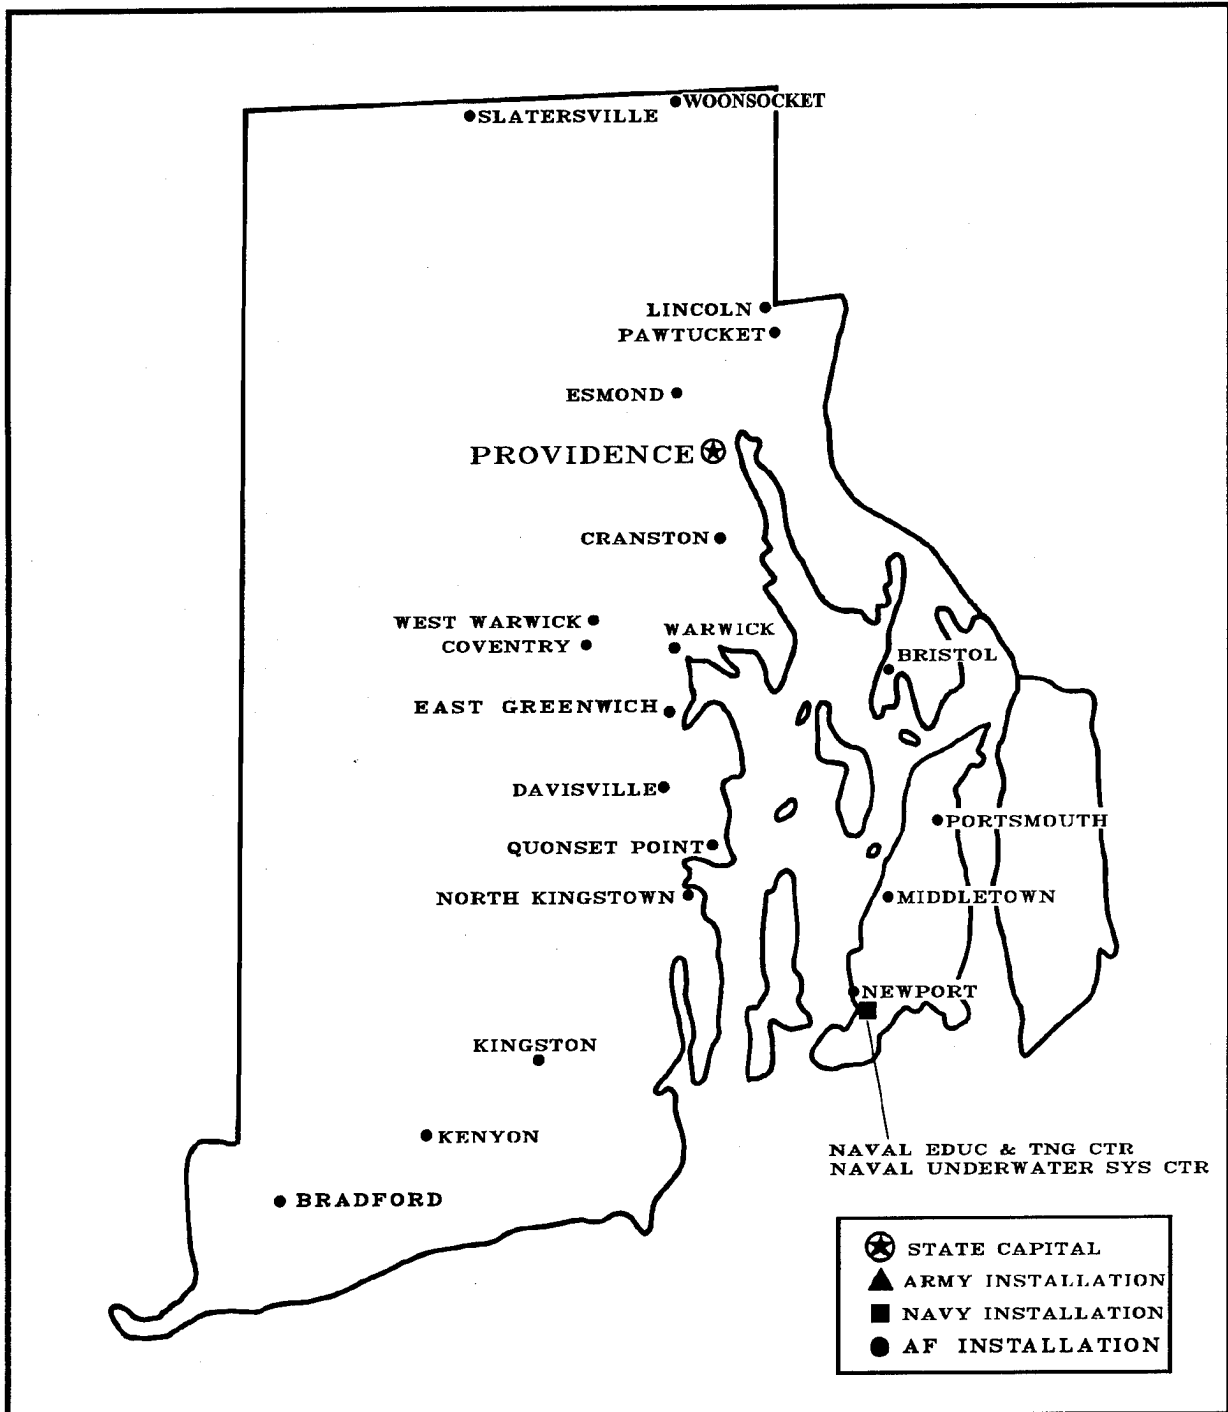 WOONSOCKET
SLATERSVILLE
LINCOLN
PAWTUCKET
ESMOND
PROVIDENCE
CRANSTON
WEST WARWICK
WARWICK
COVENTRY
BRISTOL
EAST GREENWICH
DAVISVILLE
PORTSMOUTH
QUONSET POINT
NORTH KINGSTOWN
MIDDLETOWN
NEWPORT
KINGSTON
KENYON
NAVAL EDUC & TNG CTR
NAVAL UNDERWATER SYS CTR
BRADFORD
STATE CAPITAL
ARMY INSTALLATION
NAVY INSTALLATION
AF INSTALLATION